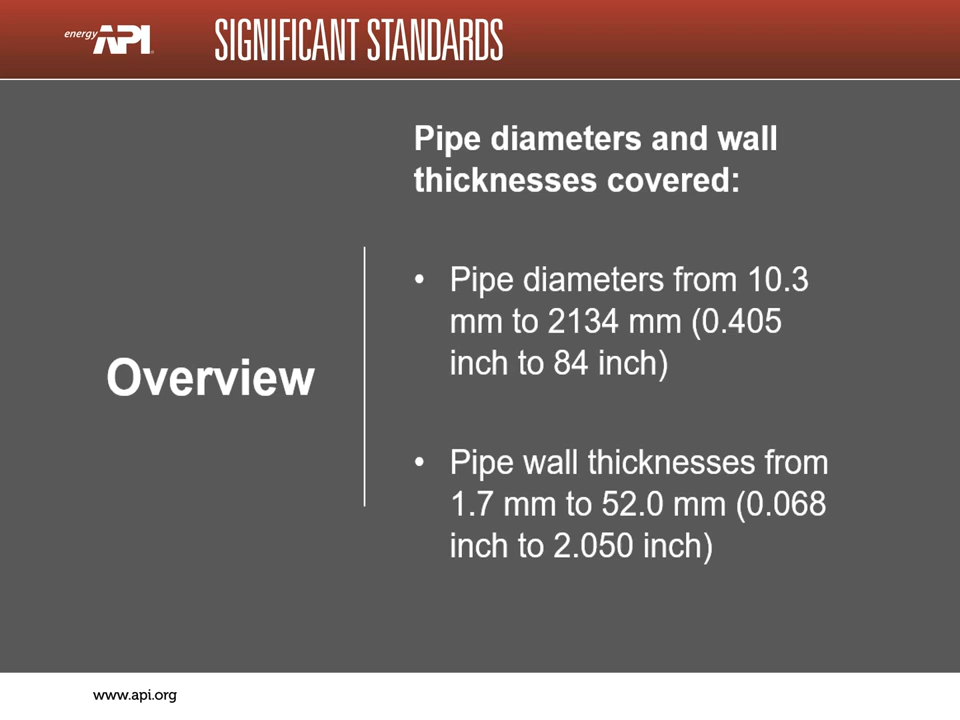 energy API
SIGNIFICANT STANDARDS
Overview
Pipe diameters and wall
thicknesses covered:
• Pipe diameters from 10.3
mm to 2134 mm (0.405
inch to 84 inch)
• Pipe wall thicknesses from
1.7 mm to 52.0 mm (0.068
inch to 2.050 inch)
www.api.org